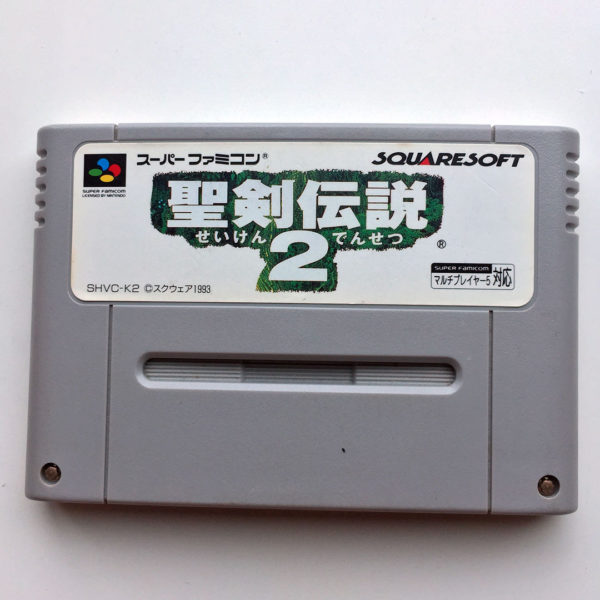 スーパーファミコン®
SQUARESOFT
SUPER FAMICOM
LICENSED BY NINTENDO
聖剣伝説
せいけん でんせつ
2
®
SHVC-K2 ©スクウェア1993
SUPER FAMICOM
マルチプレイヤー5 対応